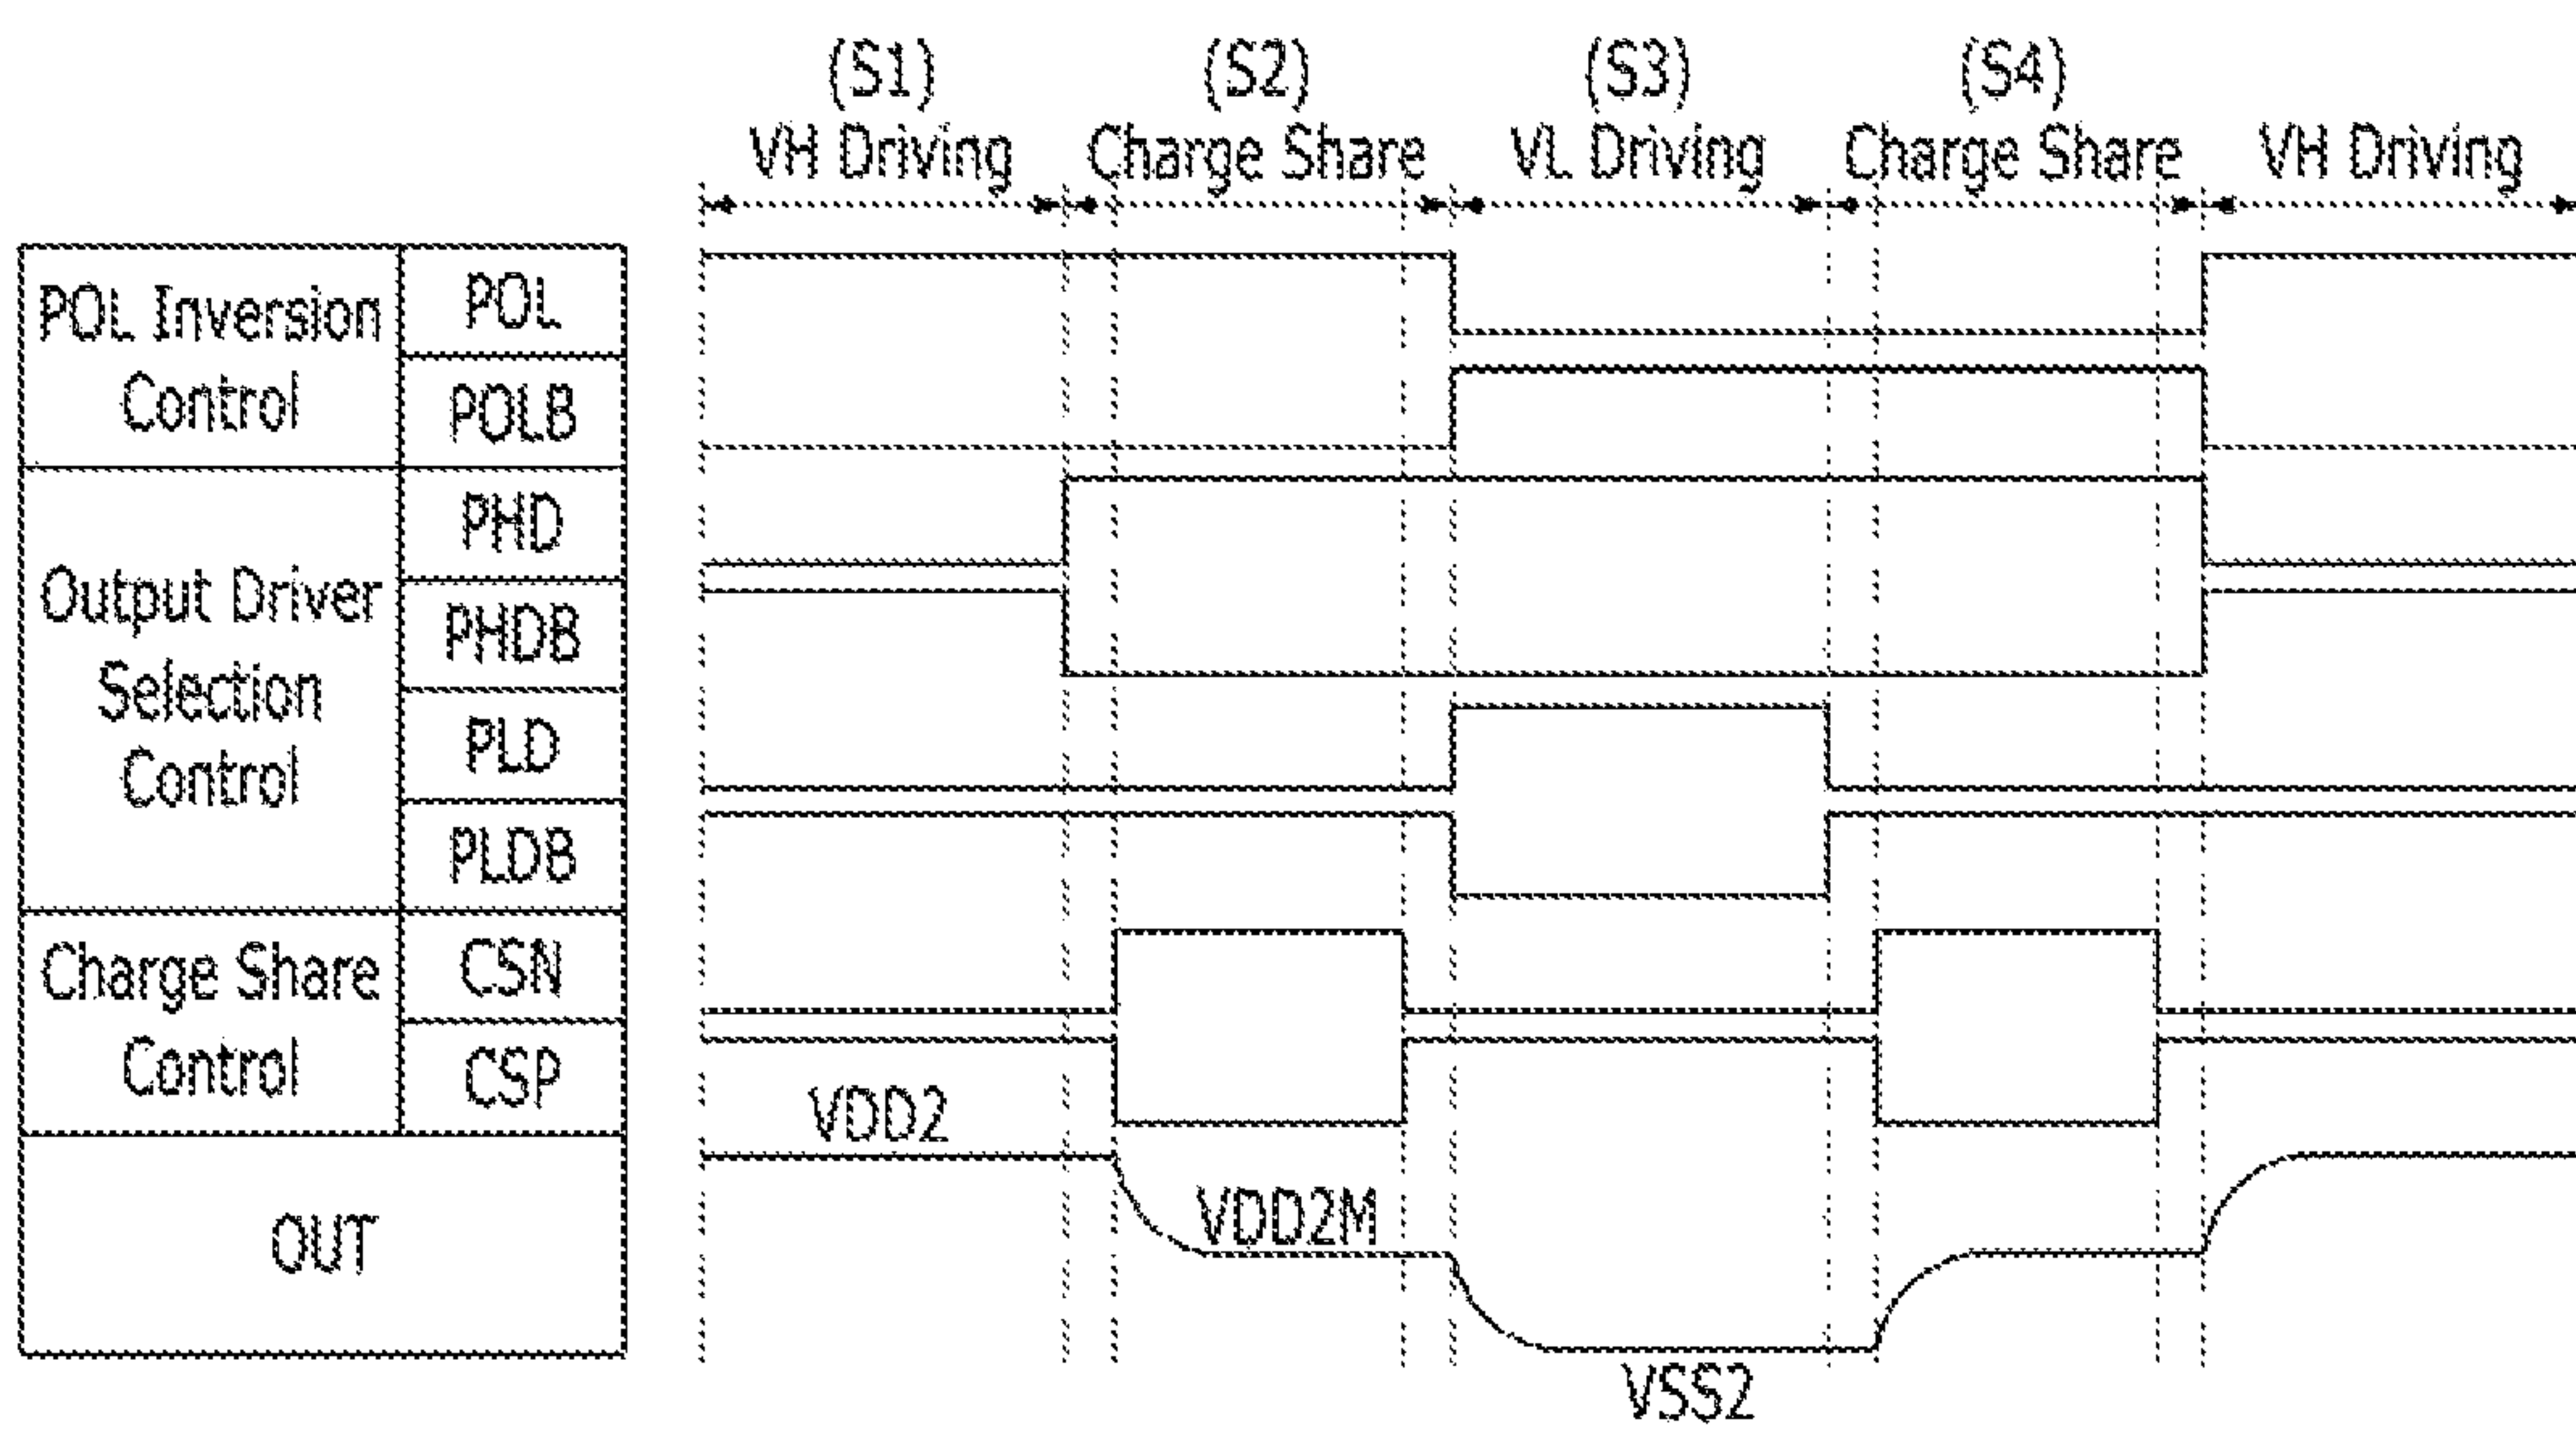 (S1) (S2) (S3) (S4)
VH Driving Charge Share VL Driving Charge Share VH Driving
POL Inversion
Control
POL
POLB
Output Driver
Selection
Control
PHD
PHDB
PLD
PLDB
Charge Share
Control
CSN
CSP
OUT
VDD2
VDD2M
VSS2